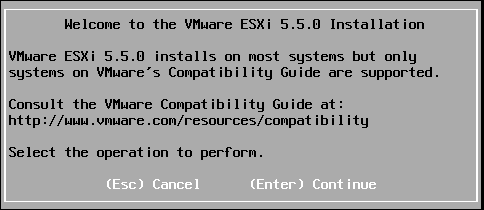 Welcome to the VMware ESXi 5.5.0 Installation
VMware ESXi 5.5.0 installs on most systems but only
systems on VMware's Compatibility Guide are supported.
Consult the VMware Compatibility Guide at:
http://www.vmware.com/resources/compatibility
Select the operation to perform.
(Esc) Cancel (Enter) Continue